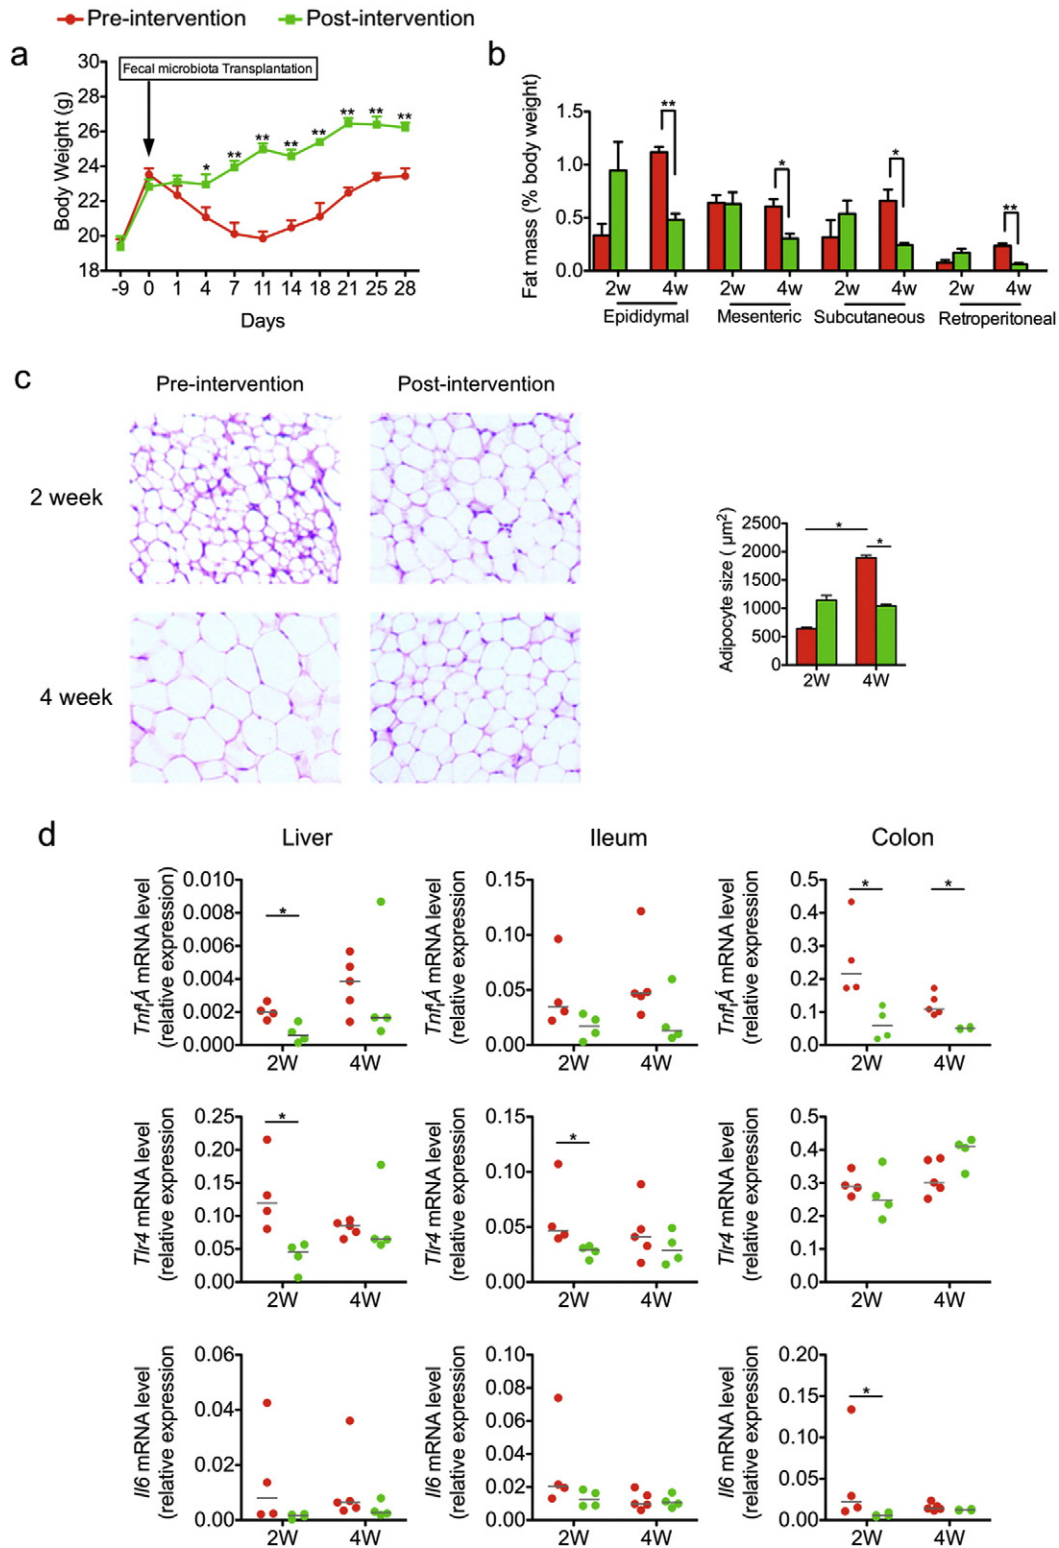 Pre-intervention Post-intervention
a
Fecal microbiota Transplantation
Body Weight (g)
30
28
26
24
22
20
18
* ** ** ** ** ** ** **
-9 0 1 4 7 11 14 18 21 25 28
Days
b
Fat mass (% body weight)
1.5
1.0
0.5
0.0
** * * **
2w 4w 2w 4w 2w 4w 2w 4w
Epididymal Mesenteric Subcutaneous Retroperitoneal
c
Pre-intervention Post-intervention
2 week
4 week
Adipocyte size ( μm-2)
2500
2000
1500
1000
500
0
* *
2W 4W
d
Liver Ileum Colon
Tnf¡Á mRNA level
(relative expression)
0.010
0.008
0.006
0.004
0.002
0.000
*
2W 4W
Tnf¡Á mRNA level
(relative expression)
0.15
0.10
0.05
0.00
2W 4W
Tnf¡Á mRNA level
(relative expression)
0.5
0.4
0.3
0.2
0.1
0.0
* *
2W 4W
Tlr4 mRNA level
(relative expression)
0.25
0.20
0.15
0.10
0.05
0.00
*
2W 4W
Tlr4 mRNA level
(relative expression)
0.15
0.10
0.05
0.00
*
2W 4W
Tlr4 mRNA level
(relative expression)
0.5
0.4
0.3
0.2
0.1
0.0
2W 4W
Il6 mRNA level
(relative expression)
0.06
0.04
0.02
0.00
2W 4W
Il6 mRNA level
(relative expression)
0.10
0.08
0.06
0.04
0.02
0.00
2W 4W
Il6 mRNA level
(relative expression)
0.20
0.15
0.10
0.05
0.00
*
2W 4W